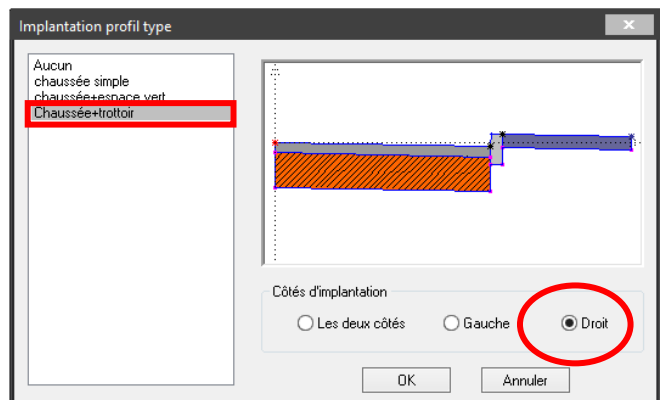 Implantation profil type
Aucun
chaussée simple
chaussée+espace vert
Chaussée+trottoir
Côtés d'implantation
Les deux côtés
Gauche
Droit
OK
Annuler